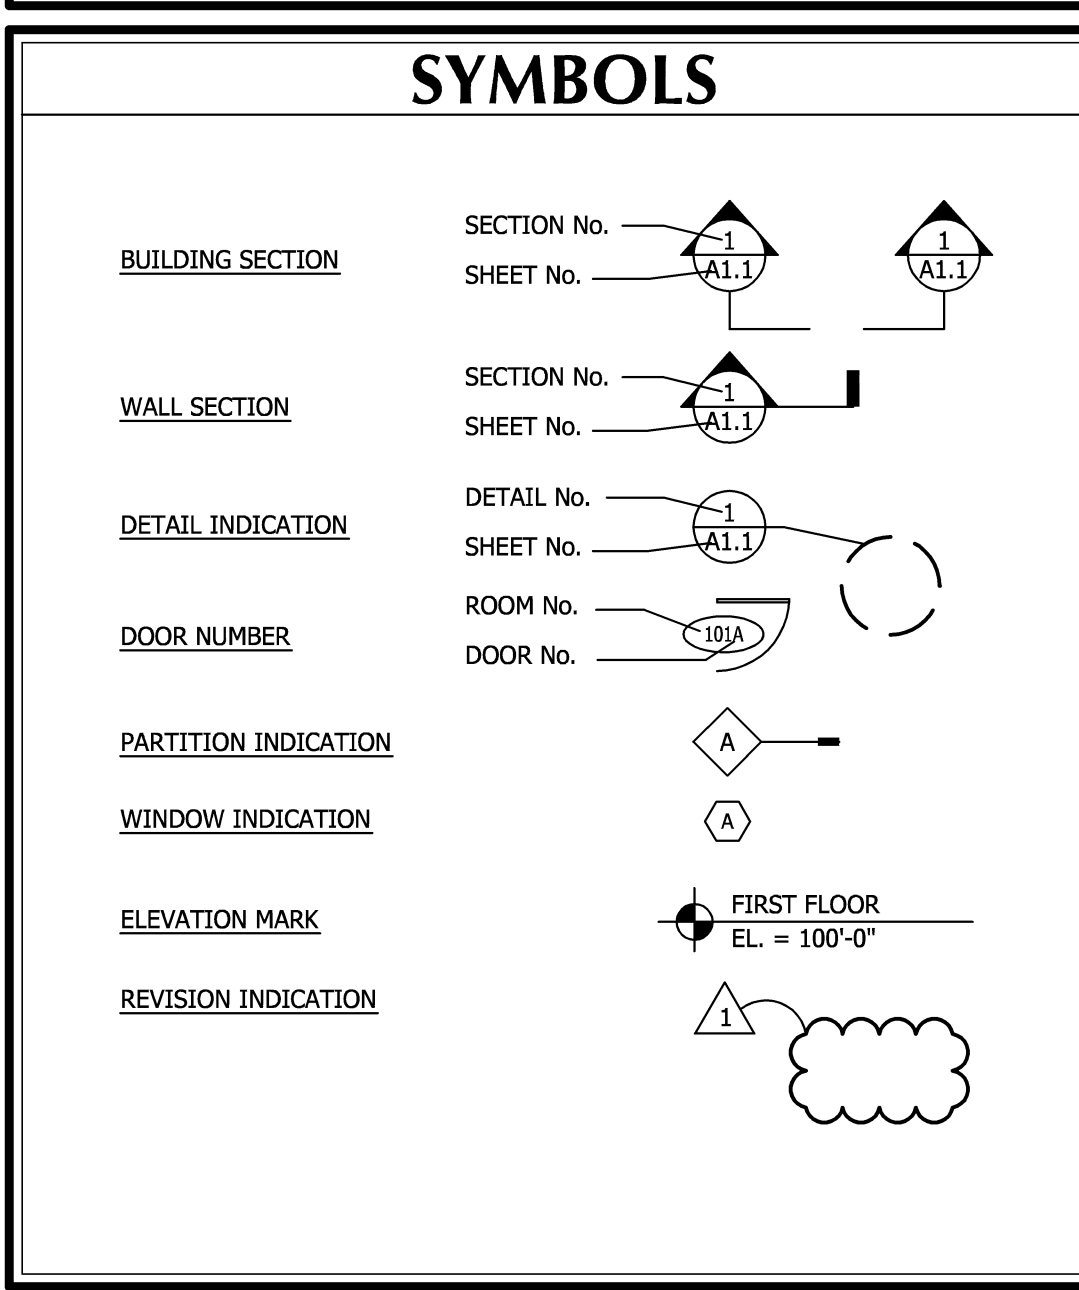 SYMBOLS
BUILDING SECTION
SECTION No.
SHEET No.
1
A1.1
1
A1.1
WALL SECTION
SECTION No.
SHEET No.
1
A1.1
DETAIL INDICATION
DETAIL No.
SHEET No.
1
A1.1
DOOR NUMBER
ROOM No.
DOOR No.
101A
PARTITION INDICATION
A
WINDOW INDICATION
A
ELEVATION MARK
FIRST FLOOR
EL. = 100'-0"
REVISION INDICATION
1